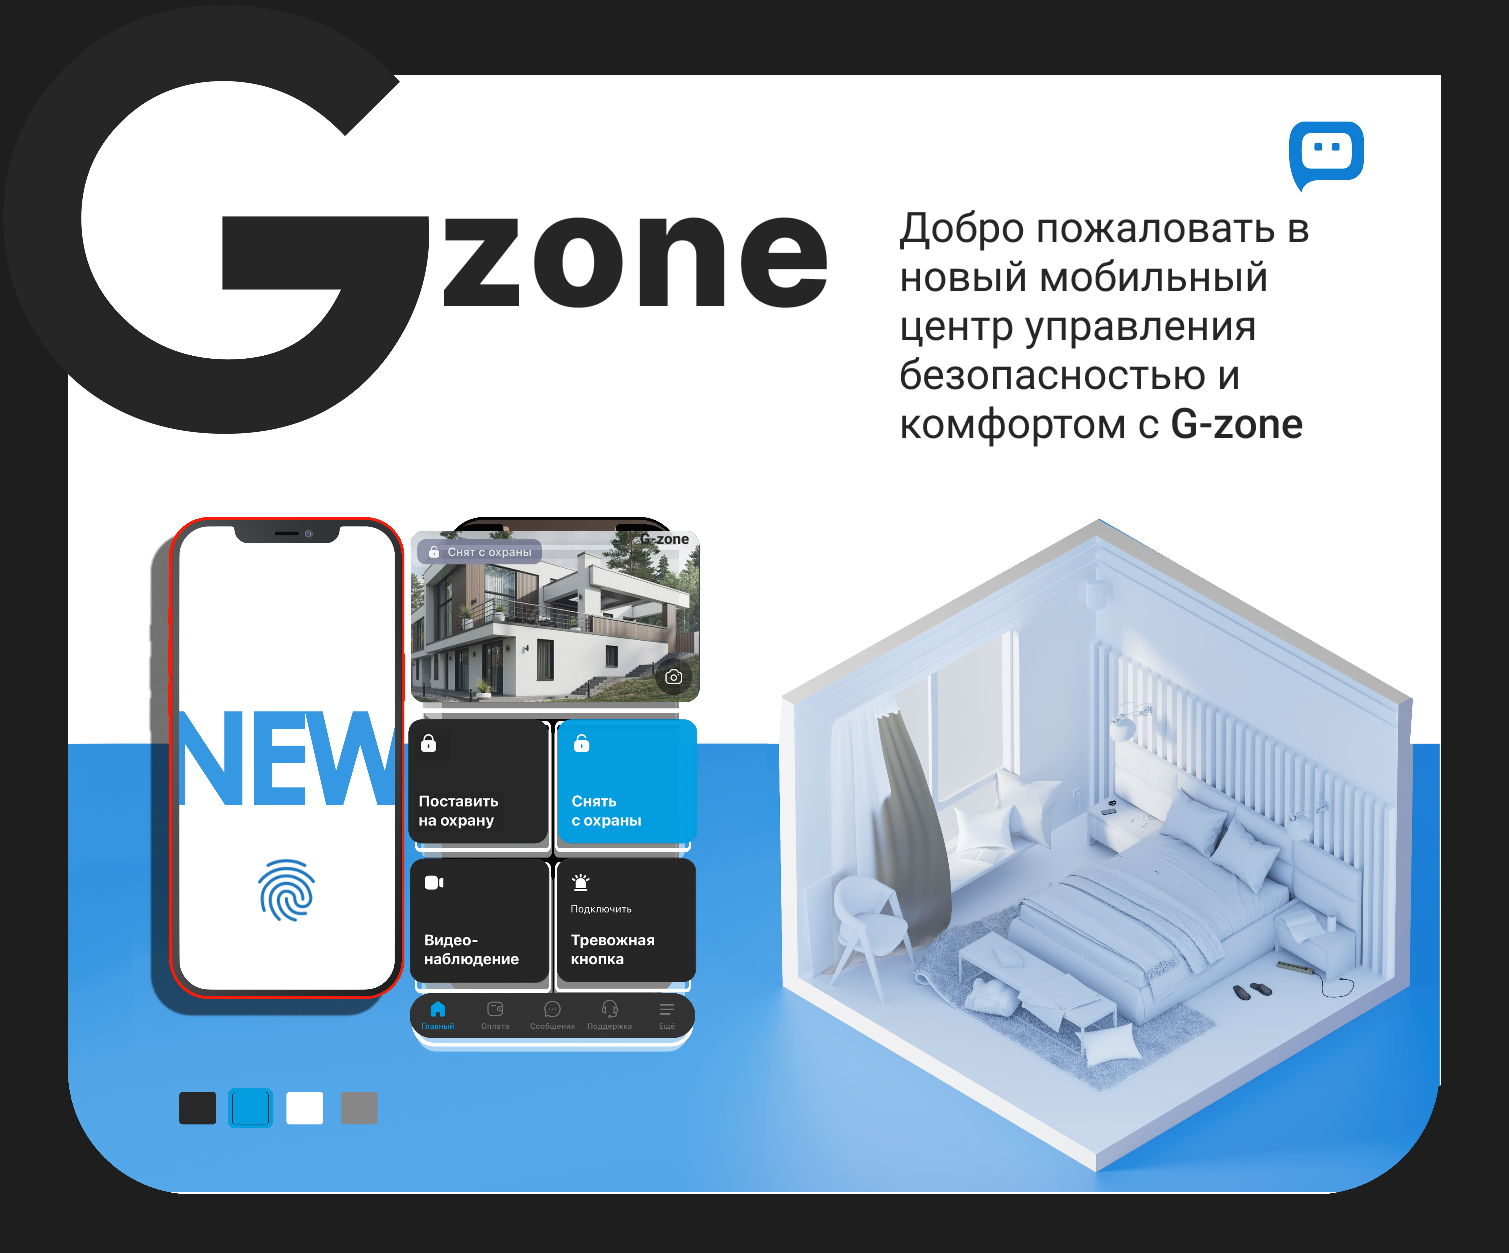 Gzone
Добро пожаловать в
новый мобильный
центр управления
безопасностью и
комфортом с G-zone
NEW
Снят с охраны
G-zone
Поставить
на охрану
Снять
с охраны
Видео-
наблюдение
Подключить
Тревожная
кнопка
Главный
Оплата
Сообщения
Поддержка
Ещё